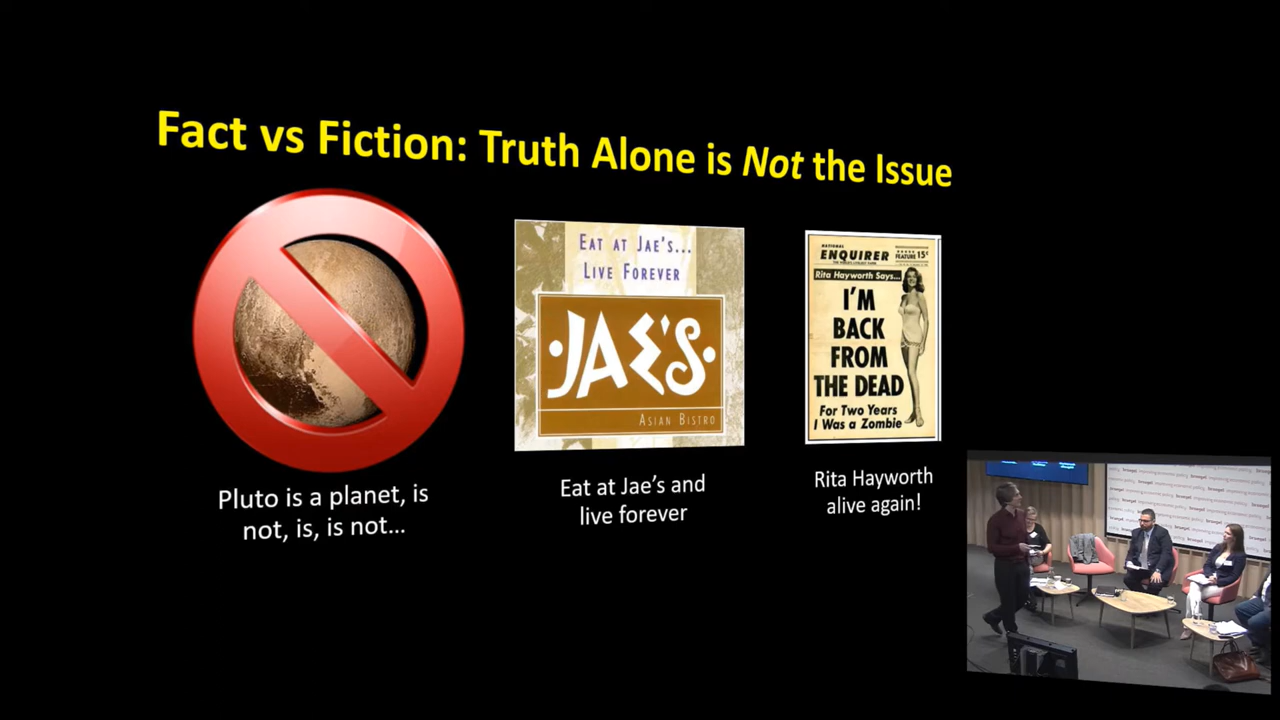 Fact vs Fiction: Truth Alone is Not the Issue
EAT AT JAE'S...
LIVE FOREVER
·JAE'S·
ASIAN BISTRO
NATIONAL
ENQUIRER
FEATURE 15¢
Rita Hayworth Says...
I'M
BACK
FROM
THE DEAD
For Two Years
I Was a Zombie
Pluto is a planet, is
not, is, is not...
Eat at Jae's and
live forever
Rita Hayworth
alive again!
bruegel